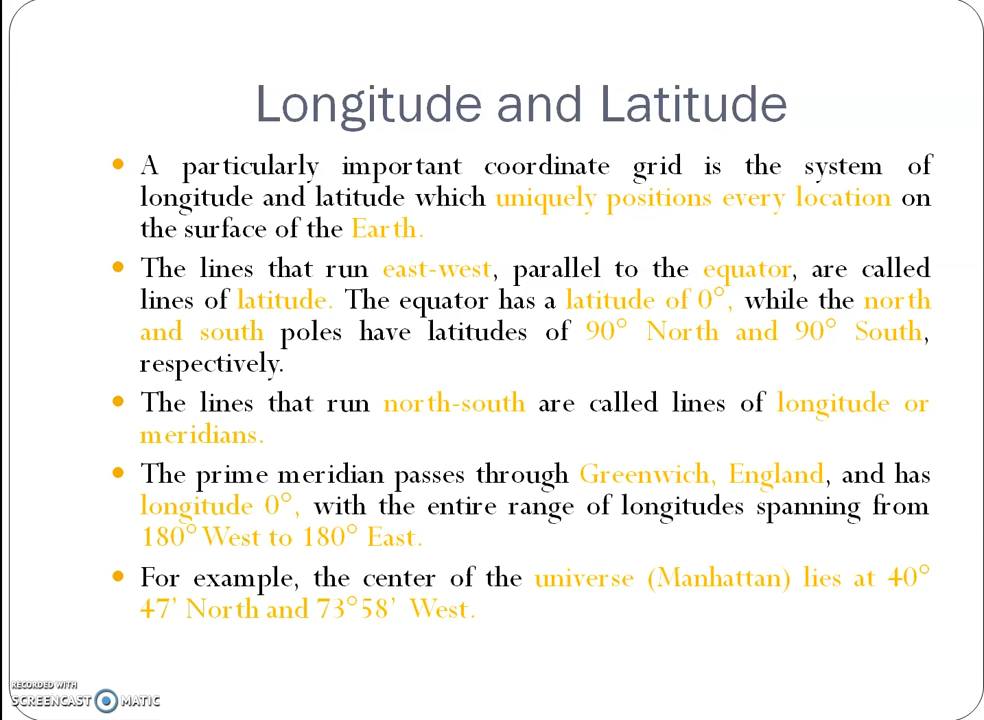 Longitude and Latitude
• A particularly important coordinate grid is the system of
longitude and latitude which uniquely positions every location on
the surface of the Earth.
• The lines that run east-west, parallel to the equator, are called
lines of latitude. The equator has a latitude of 0°, while the north
and south poles have latitudes of 90° North and 90° South,
respectively.
• The lines that run north-south are called lines of longitude or
meridians.
• The prime meridian passes through Greenwich, England, and has
longitude 0°, with the entire range of longitudes spanning from
180° West to 180° East.
• For example, the center of the universe (Manhattan) lies at 40°
47’ North and 73°58’ West.
RECORDED WITH
SCREENCAST MATIC